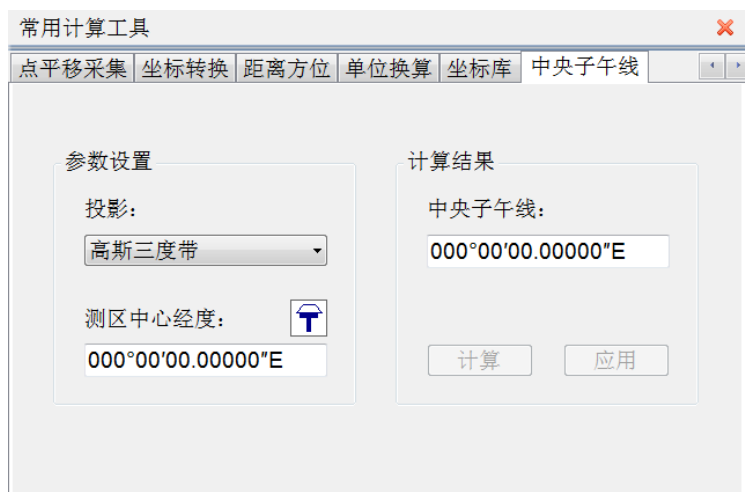 常用计算工具
点平移采集 坐标转换 距离方位 单位换算 坐标库 中央子午线
参数设置
投影：
高斯三度带
测区中心经度：
000°00′00.00000″E
计算结果
中央子午线：
000°00′00.00000″E
计算 应用